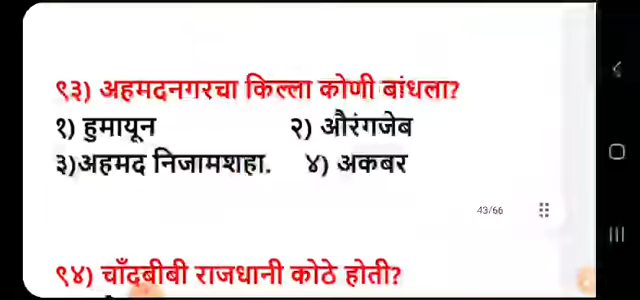 ९३) अहमदनगरचा किल्ला कोणी बांधला?
१) हुमायून २) औरंगजेब
३)अहमद निजामशहा. ४) अकबर
43/66
९४) चाँदबीबी राजधानी कोठे होती?